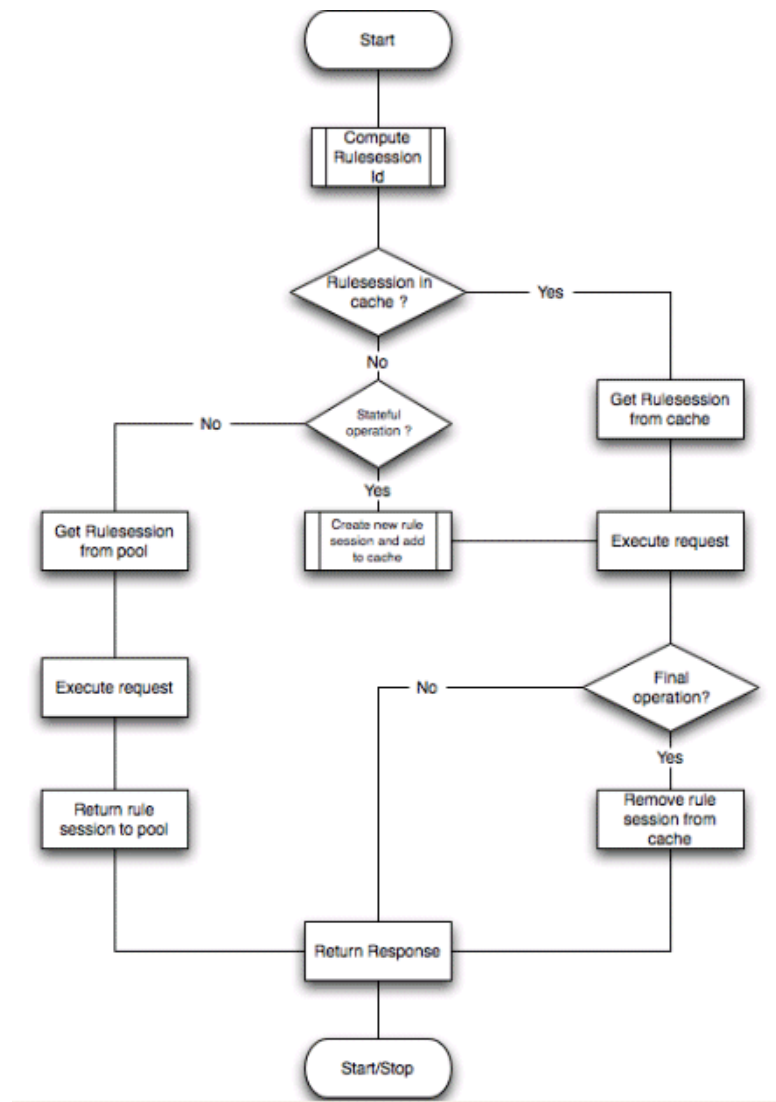 Start
Compute
Rulesession
Id
Rulesession in
cache ?
Yes
No
Stateful
operation ?
No
Get Rulesession
from cache
Yes
Get Rulesession
from pool
Create new rule
session and add
to cache
Execute request
Execute request
Final
operation?
No
Yes
Return rule
session to pool
Remove rule
session from
cache
Return Response
Start/Stop